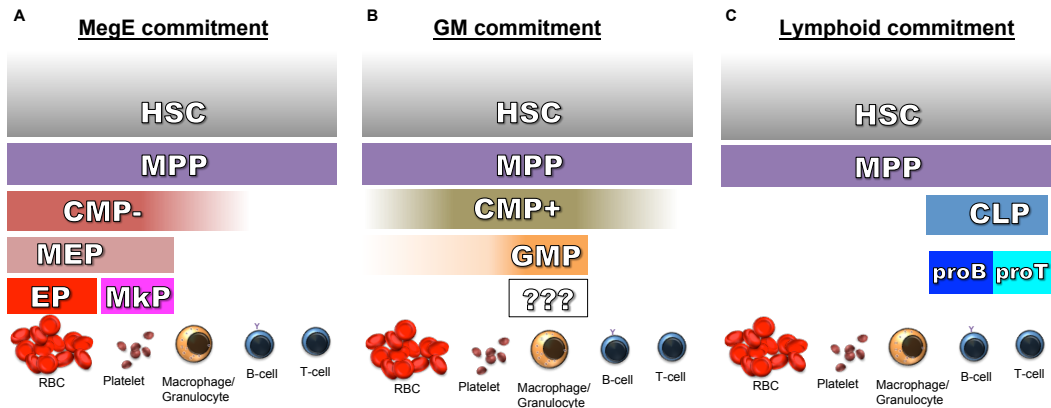 A
MegE commitment
HSC
MPP
CMP-
MEP
EP MkP
RBC
Platelet
Macrophage/
Granulocyte
Y
B-cell
T-cell
B
GM commitment
HSC
MPP
CMP+
GMP
???
RBC
Platelet
Macrophage/
Granulocyte
Y
B-cell
T-cell
C
Lymphoid commitment
HSC
MPP
CLP
proB proT
RBC
Platelet
Macrophage/
Granulocyte
Y
B-cell
T-cell